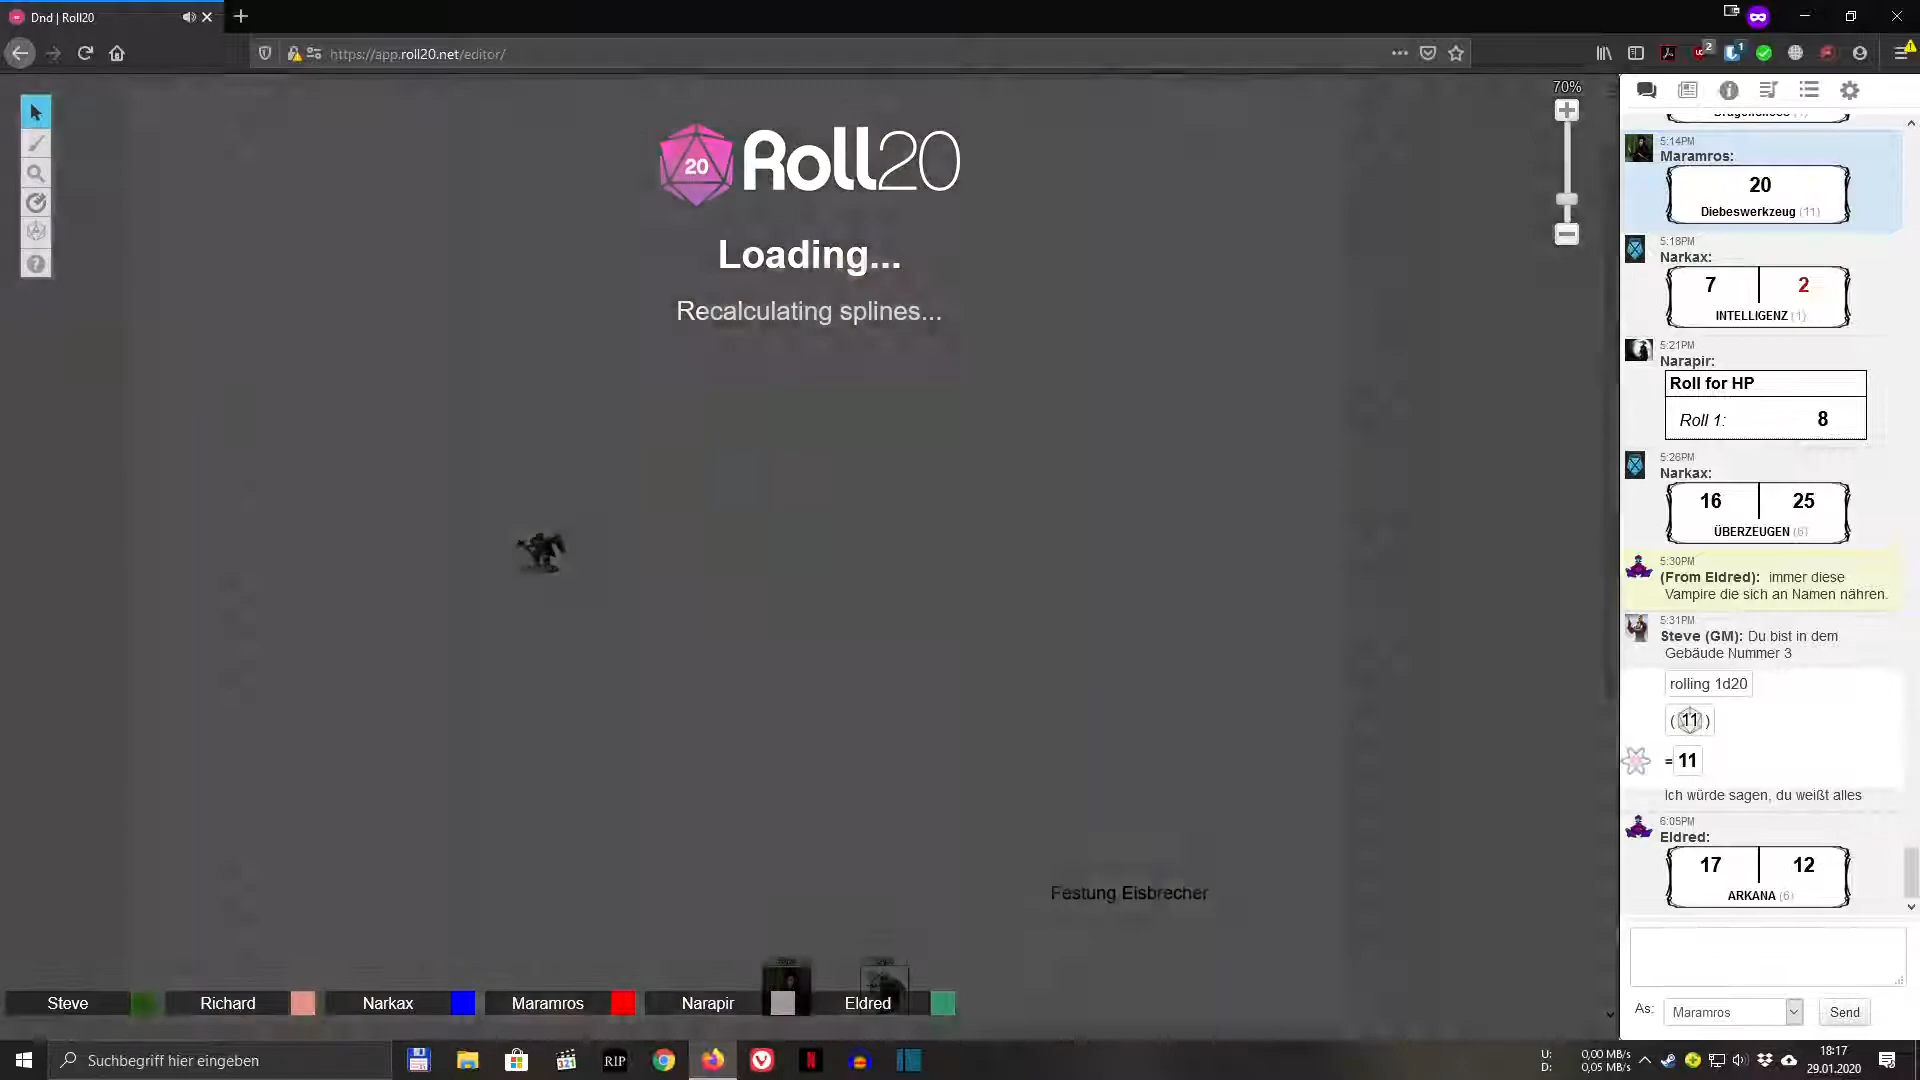 Dnd | Roll20
https://app.roll20.net/editor/
2
1
70%
20
Roll20
Loading...
Recalculating splines...
Festung Eisbrecher
Steve
Richard
Narkax
Maramros
Narapir
Eldred
5:14PM
Maramros:
20
Diebeswerkzeug (11)
5:18PM
Narkax:
7 2
INTELLIGENZ (1)
5:21PM
Narapir:
Roll for HP
Roll 1: 8
5:26PM
Narkax:
16 25
ÜBERZEUGEN (6)
5:30PM
(From Eldred): immer diese
Vampire die sich an Namen nähren.
5:31PM
Steve (GM): Du bist in dem
Gebäude Nummer 3
rolling 1d20
(11)
=11
Ich würde sagen, du weißt alles
6:05PM
Eldred:
17 12
ARKANA (6)
As: Maramros Send
Suchbegriff hier eingeben
321
RIP
U: 0,00 MB/s
D: 0,05 MB/s
18:17
29.01.2020